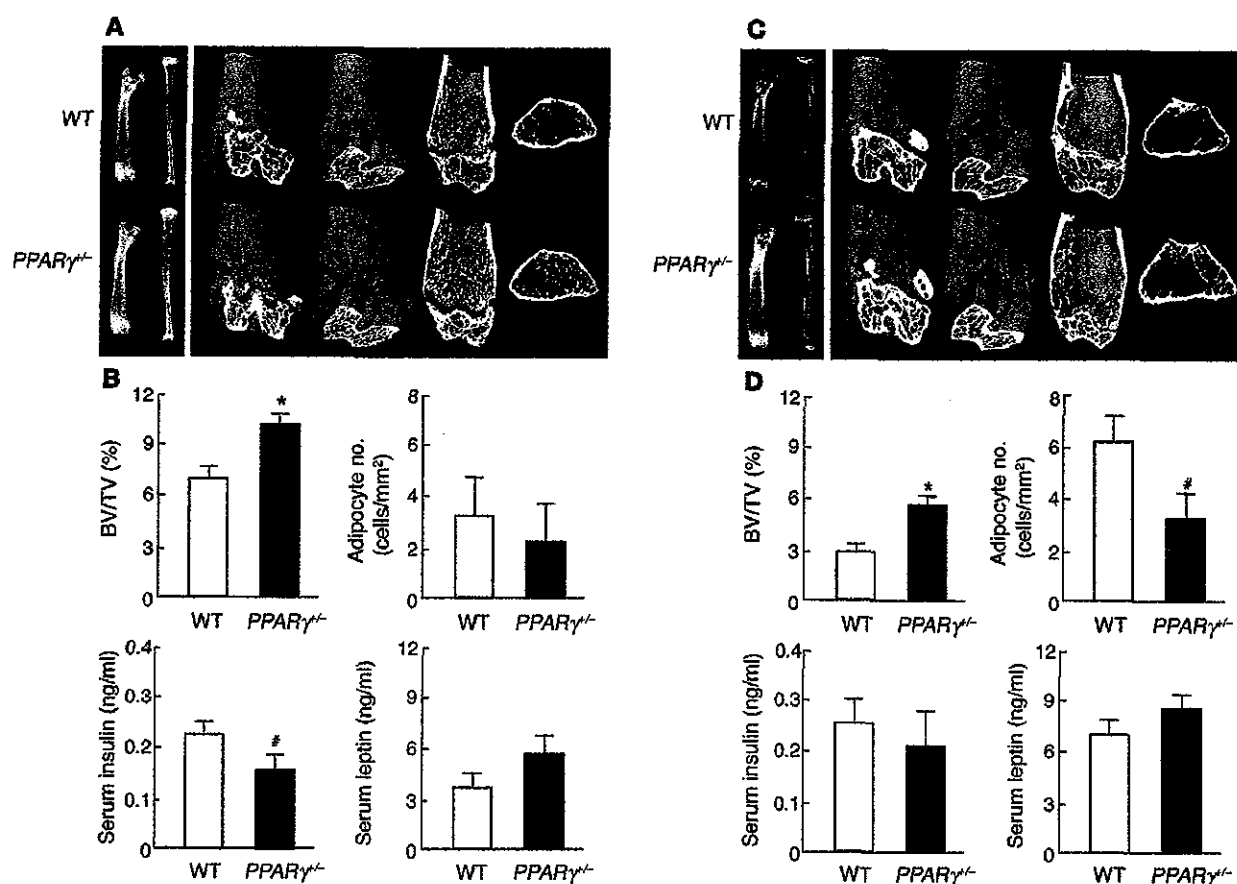 A
WT
PPARγ+/–
C
WT
PPARγ+/–
B
12
9
6
3
0
BV/TV (%)
*
WT
PPARγ+/–
8
6
4
2
0
Adipocyte no.
(cells/mm²)
WT
PPARγ+/–
0.4
0.3
0.2
0.1
0
Serum insulin (ng/ml)
#
WT
PPARγ+/–
12
9
6
3
0
Serum leptin (ng/ml)
WT
PPARγ+/–
D
12
9
6
3
0
BV/TV (%)
*
WT
PPARγ+/–
8
6
4
2
0
Adipocyte no.
(cells/mm²)
#
WT
PPARγ+/–
0.4
0.3
0.2
0.1
0
Serum insulin (ng/ml)
WT
PPARγ+/–
12
9
6
3
0
Serum leptin (ng/ml)
WT
PPARγ+/–